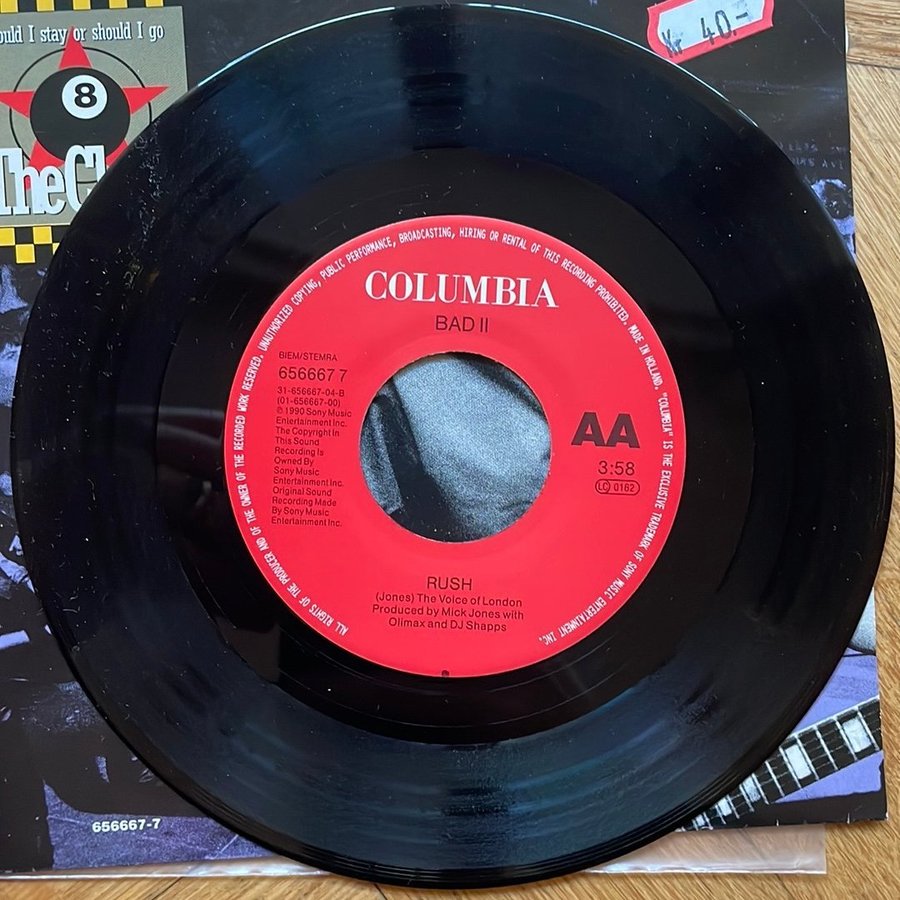 ould I stay or should I go
8
TheCl
Kr 40.-
ALL RIGHTS OF THE PRODUCER AND OF THE OWNER OF THE RECORDED WORK RESERVED. UNAUTHORIZED COPYING, PUBLIC PERFORMANCE, BROADCASTING, HIRING OR RENTAL OF THIS RECORDING PROHIBITED. MADE IN HOLLAND. "COLUMBIA" IS THE EXCLUSIVE TRADEMARK OF SONY MUSIC ENTERTAINMENT INC.
COLUMBIA
BAD II
BIEM/STEMRA
656667 7
31-656667-04-B
(01-656667-00)
℗ 1990 Sony Music
Entertainment Inc.
The Copyright In
This Sound
Recording Is
Owned By
Sony Music
Entertainment Inc.
Original Sound
Recording Made
By Sony Music
Entertainment Inc.
AA
3:58
LC 0162
RUSH
(Jones) The Voice of London
Produced by Mick Jones with
Olimax and DJ Shapps
656667-7